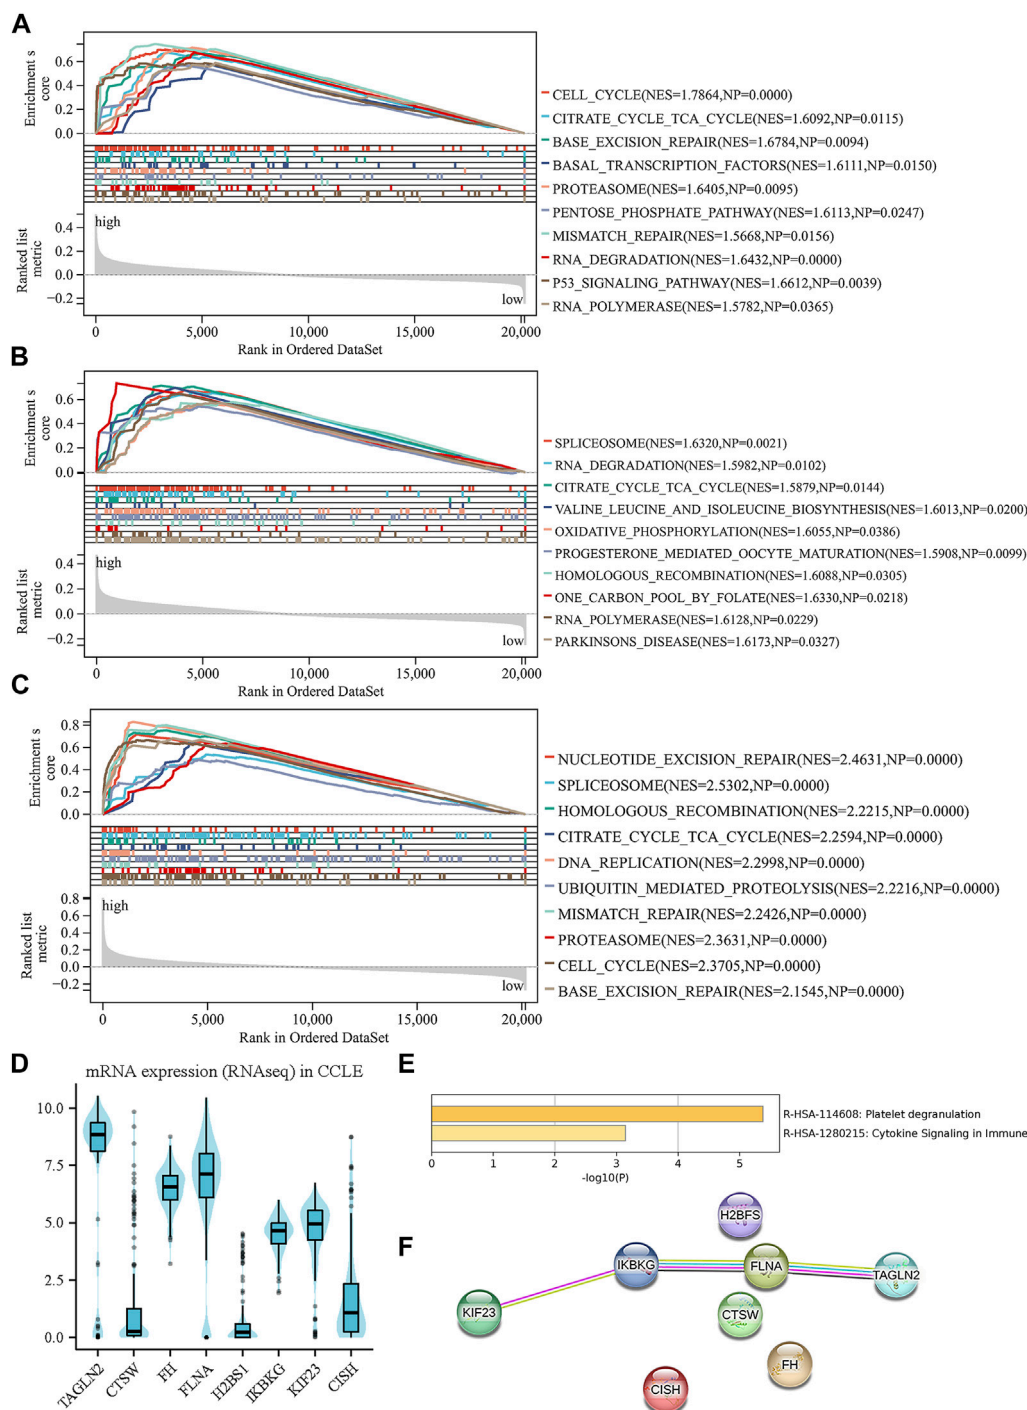 A
Enrichment s
core
0.6
0.4
0.2
0.0
high
Ranked list
metric
0.4
0.2
0.0
−0.2
low
0 5,000 10,000 15,000 20,000
Rank in Ordered DataSet
CELL_CYCLE(NES=1.7864,NP=0.0000)
CITRATE_CYCLE_TCA_CYCLE(NES=1.6092,NP=0.0115)
BASE_EXCISION_REPAIR(NES=1.6784,NP=0.0094)
BASAL_TRANSCRIPTION_FACTORS(NES=1.6111,NP=0.0150)
PROTEASOME(NES=1.6405,NP=0.0095)
PENTOSE_PHOSPHATE_PATHWAY(NES=1.6113,NP=0.0247)
MISMATCH_REPAIR(NES=1.5668,NP=0.0156)
RNA_DEGRADATION(NES=1.6432,NP=0.0000)
P53_SIGNALING_PATHWAY(NES=1.6612,NP=0.0039)
RNA_POLYMERASE(NES=1.5782,NP=0.0365)
B
Enrichment s
core
0.6
0.4
0.2
0.0
high
Ranked list
metric
0.4
0.2
0.0
−0.2
low
0 5,000 10,000 15,000 20,000
Rank in Ordered DataSet
SPLICEOSOME(NES=1.6320,NP=0.0021)
RNA_DEGRADATION(NES=1.5982,NP=0.0102)
CITRATE_CYCLE_TCA_CYCLE(NES=1.5879,NP=0.0144)
VALINE_LEUCINE_AND_ISOLEUCINE_BIOSYNTHESIS(NES=1.6013,NP=0.0200)
OXIDATIVE_PHOSPHORYLATION(NES=1.6055,NP=0.0386)
PROGESTERONE_MEDIATED_OOCYTE_MATURATION(NES=1.5908,NP=0.0099)
HOMOLOGOUS_RECOMBINATION(NES=1.6088,NP=0.0305)
ONE_CARBON_POOL_BY_FOLATE(NES=1.6330,NP=0.0218)
RNA_POLYMERASE(NES=1.6128,NP=0.0229)
PARKINSONS_DISEASE(NES=1.6173,NP=0.0327)
C
Enrichment s
core
0.8
0.6
0.4
0.2
0.0
high
Ranked list
metric
0.8
0.6
0.4
0.2
0.0
−0.2
low
0 5,000 10,000 15,000 20,000
Rank in Ordered DataSet
NUCLEOTIDE_EXCISION_REPAIR(NES=2.4631,NP=0.0000)
SPLICEOSOME(NES=2.5302,NP=0.0000)
HOMOLOGOUS_RECOMBINATION(NES=2.2215,NP=0.0000)
CITRATE_CYCLE_TCA_CYCLE(NES=2.2594,NP=0.0000)
DNA_REPLICATION(NES=2.2998,NP=0.0000)
UBIQUITIN_MEDIATED_PROTEOLYSIS(NES=2.2216,NP=0.0000)
MISMATCH_REPAIR(NES=2.2426,NP=0.0000)
PROTEASOME(NES=2.3631,NP=0.0000)
CELL_CYCLE(NES=2.3705,NP=0.0000)
BASE_EXCISION_REPAIR(NES=2.1545,NP=0.0000)
D
mRNA expression (RNAseq) in CCLE
10.0
7.5
5.0
2.5
0.0
TAGLN2 CTSW FH FLNA H2BS1 IKBKG KIF23 CISH
E
R-HSA-114608: Platelet degranulation
R-HSA-1280215: Cytokine Signaling in Immune
0 1 2 3 4 5
-log10(P)
F
H2BFS
IKBKG
FLNA
TAGLN2
KIF23
CTSW
FH
CISH